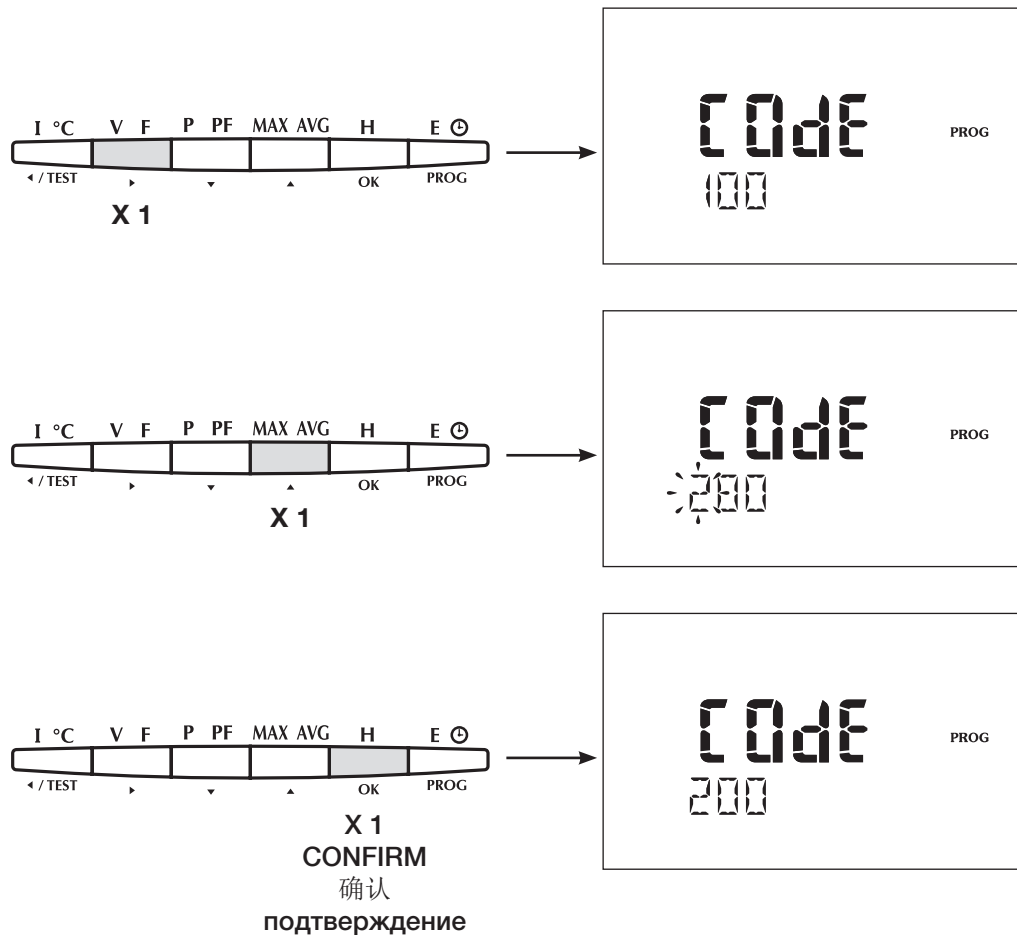 I °C V F P PF MAX AVG H E
◂ / TEST ▸ ▾ ▴ OK PROG
X 1
CODE PROG
100
I °C V F P PF MAX AVG H E
◂ / TEST ▸ ▾ ▴ OK PROG
X 1
CODE PROG
200
I °C V F P PF MAX AVG H E
◂ / TEST ▸ ▾ ▴ OK PROG
X 1
CONFIRM
确认
подтверждение
COdE PROG
200